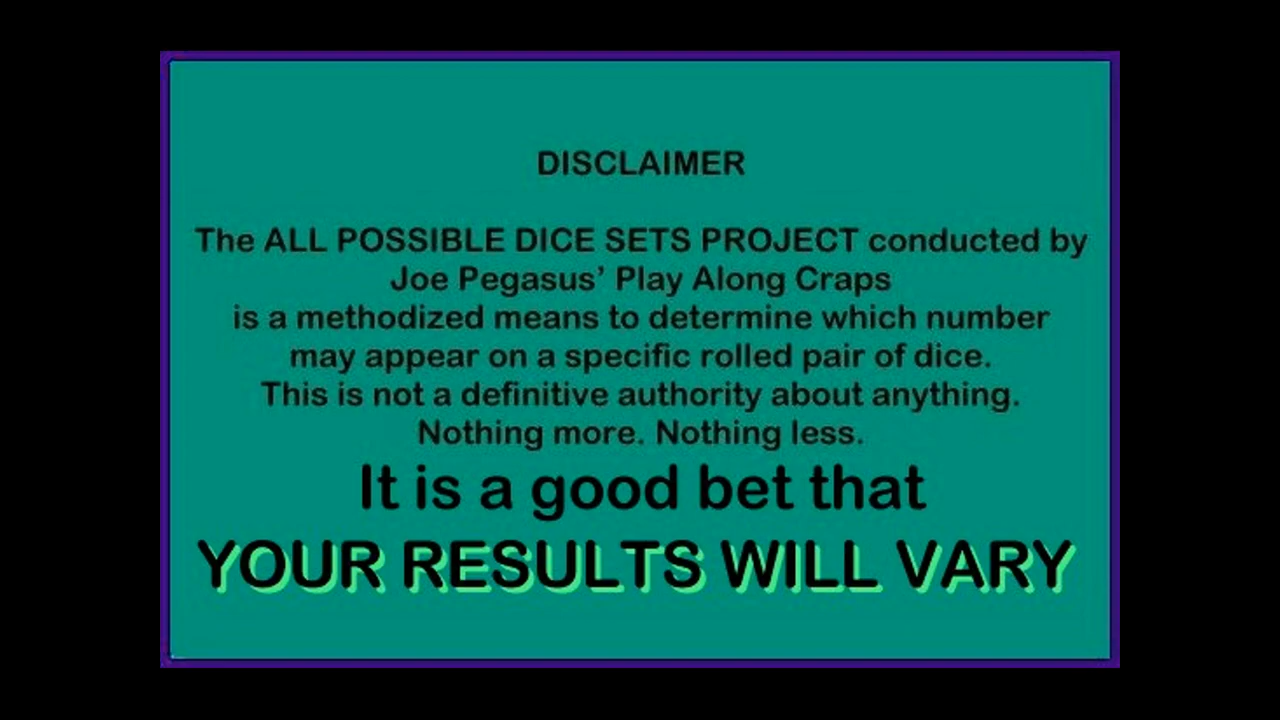 DISCLAIMER
The ALL POSSIBLE DICE SETS PROJECT conducted by
Joe Pegasus’ Play Along Craps
is a methodized means to determine which number
may appear on a specific rolled pair of dice.
This is not a definitive authority about anything.
Nothing more. Nothing less.
It is a good bet that
YOUR RESULTS WILL VARY